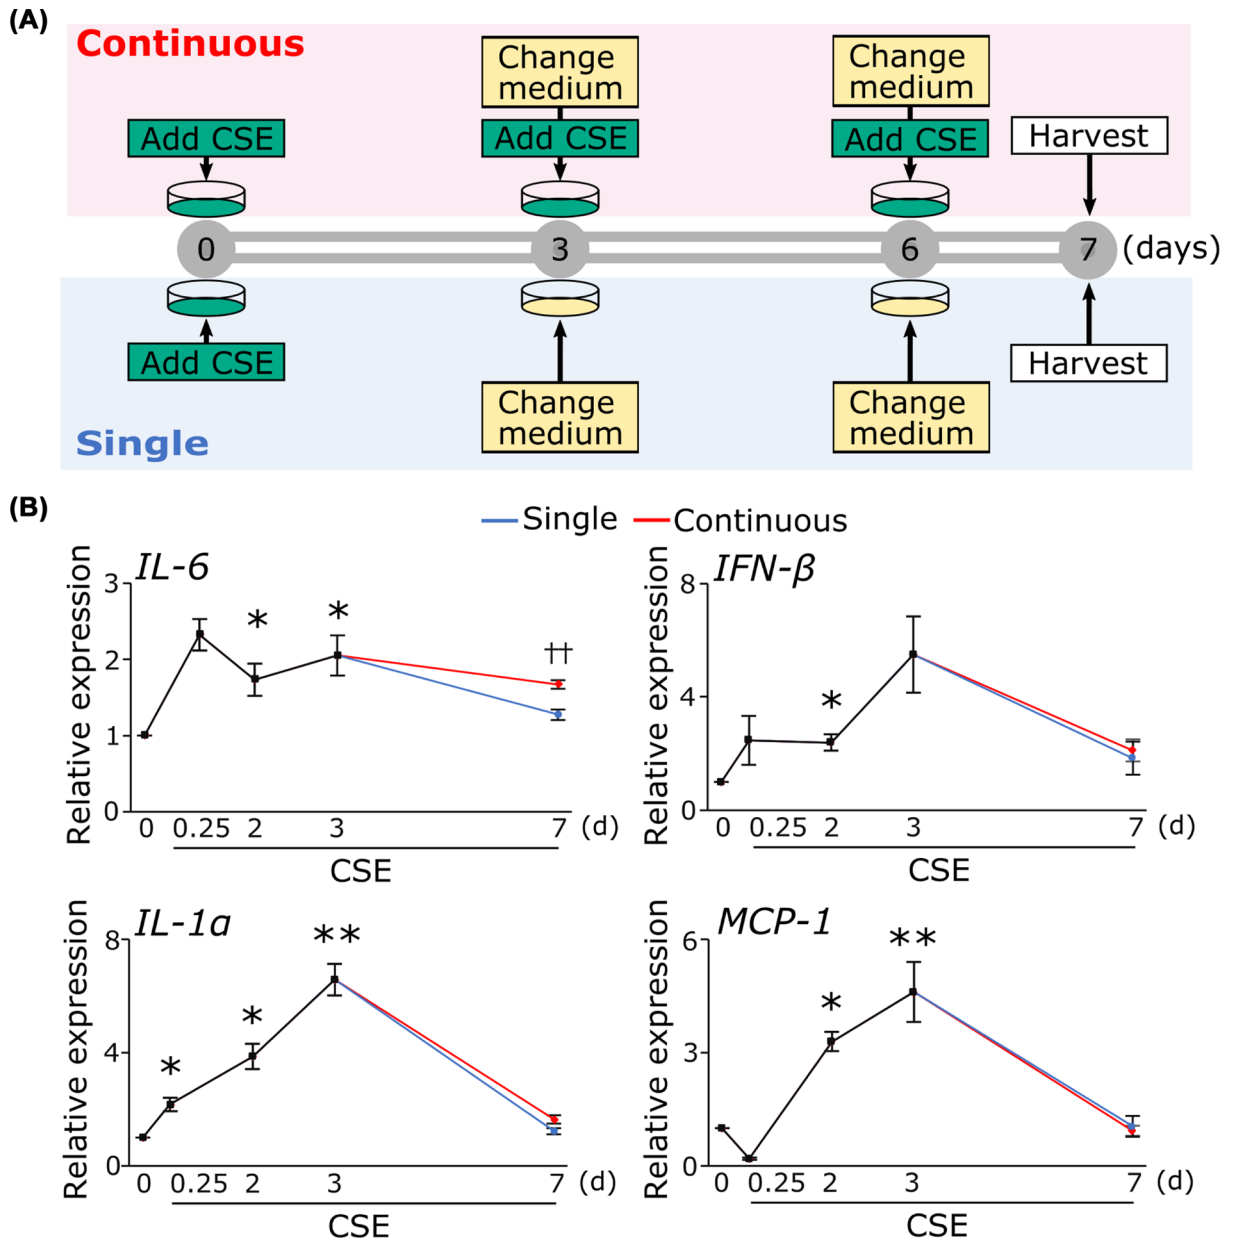 (A)
Continuous
Change
medium
Change
medium
Add CSE
Add CSE
Add CSE
Harvest
0
3
6
7
(days)
Add CSE
Change
medium
Change
medium
Harvest
Single
(B)
Single
Continuous
IL-6
Relative expression
3
2
1
0
*
*
††
0
0.25
2
3
7
(d)
CSE
IFN-β
Relative expression
8
4
0
*
0
0.25
2
3
7
(d)
CSE
IL-1α
Relative expression
8
4
0
*
*
**
0
0.25
2
3
7
(d)
CSE
MCP-1
Relative expression
6
3
0
*
**
0
0.25
2
3
7
(d)
CSE